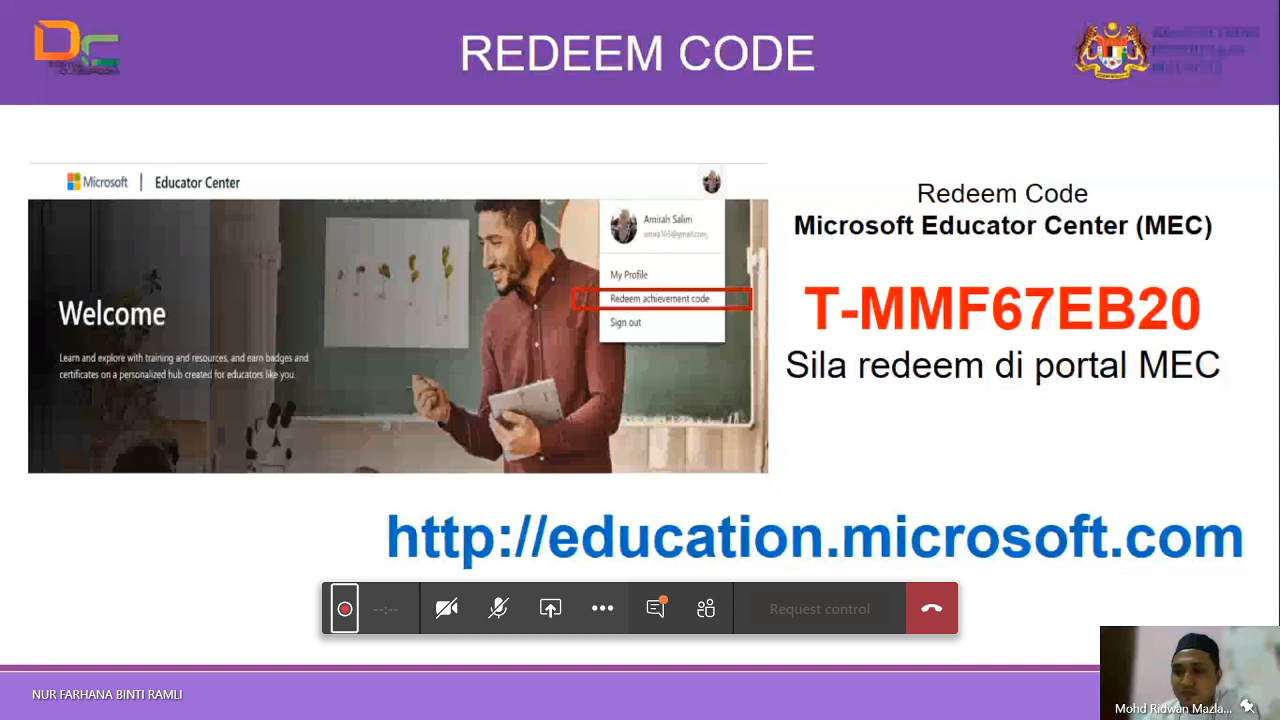 REDEEM CODE
Microsoft | Educator Center
Amirah Salim
My Profile
Redeem achievement code
Sign out
Welcome
Learn and explore with training and resources, and earn badges and
certificates on a personalized hub created for educators like you.
Redeem Code
Microsoft Educator Center (MEC)
T-MMF67EB20
Sila redeem di portal MEC
http://education.microsoft.com
--:--
Request control
NUR FARHANA BINTI RAMLI
Mohd Ridwan Mazla...